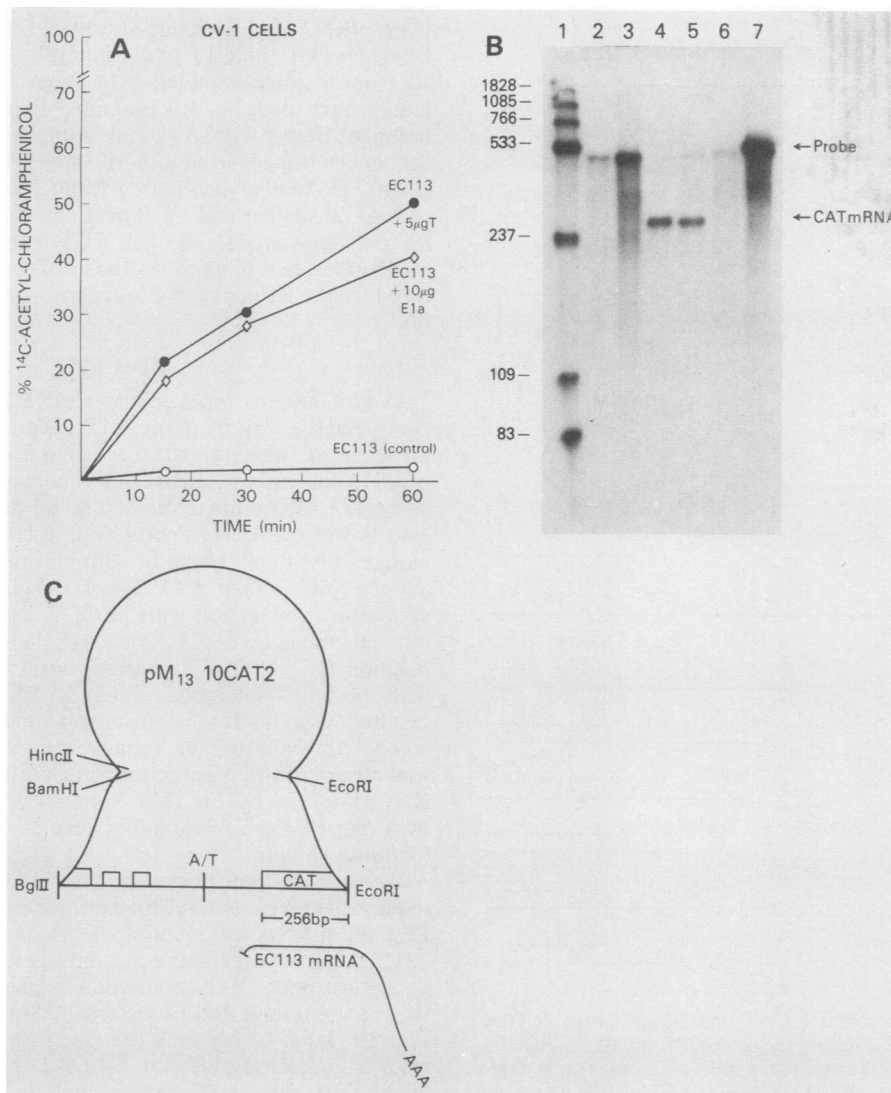 A
CV-1 CELLS
% ¹⁴C-ACETYL-CHLORAMPHENICOL
100
70
60
50
40
30
20
10
EC113
+5μgT
EC113
+10μg
E1a
EC113 (control)
10 20 30 40 50 60
TIME (min)
B
1 2 3 4 5 6 7
1828
1085
766
533
237
109
83
←Probe
←CATmRNA
C
pM₁₃ 10CAT2
HincII
BamHI
EcoRI
A/T
BglII
CAT
EcoRI
256bp
EC113 mRNA
AAA